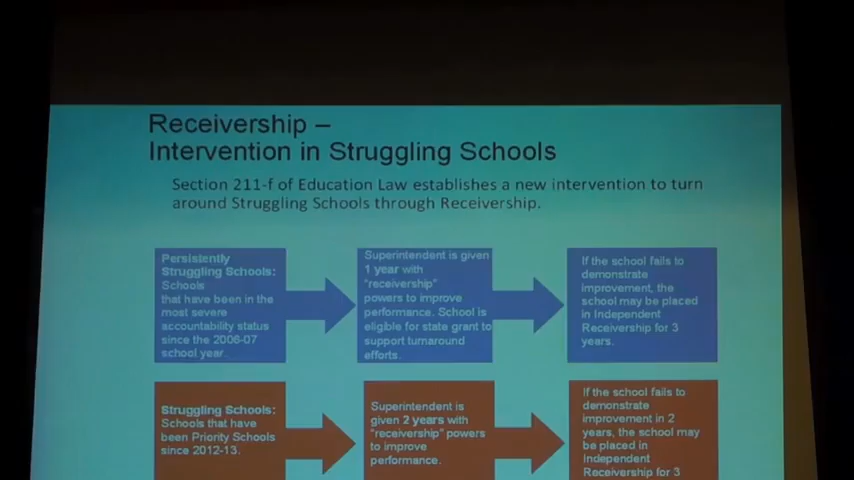 Receivership –
Intervention in Struggling Schools
Section 211-f of Education Law establishes a new intervention to turn
around Struggling Schools through Receivership.
Persistently
Struggling Schools:
Schools
that have been in the
most severe
accountability status
since the 2006-07
school year.
Superintendent is given
1 year with
"receivership"
powers to improve
performance. School is
eligible for state grant to
support turnaround
efforts.
If the school fails to
demonstrate
improvement, the
school may be placed
in Independent
Receivership for 3
years.
Struggling Schools:
Schools that have
been Priority Schools
since 2012-13.
Superintendent is
given 2 years with
"receivership" powers
to improve
performance.
If the school fails to
demonstrate
improvement in 2
years, the school may
be placed in
Independent
Receivership for 3